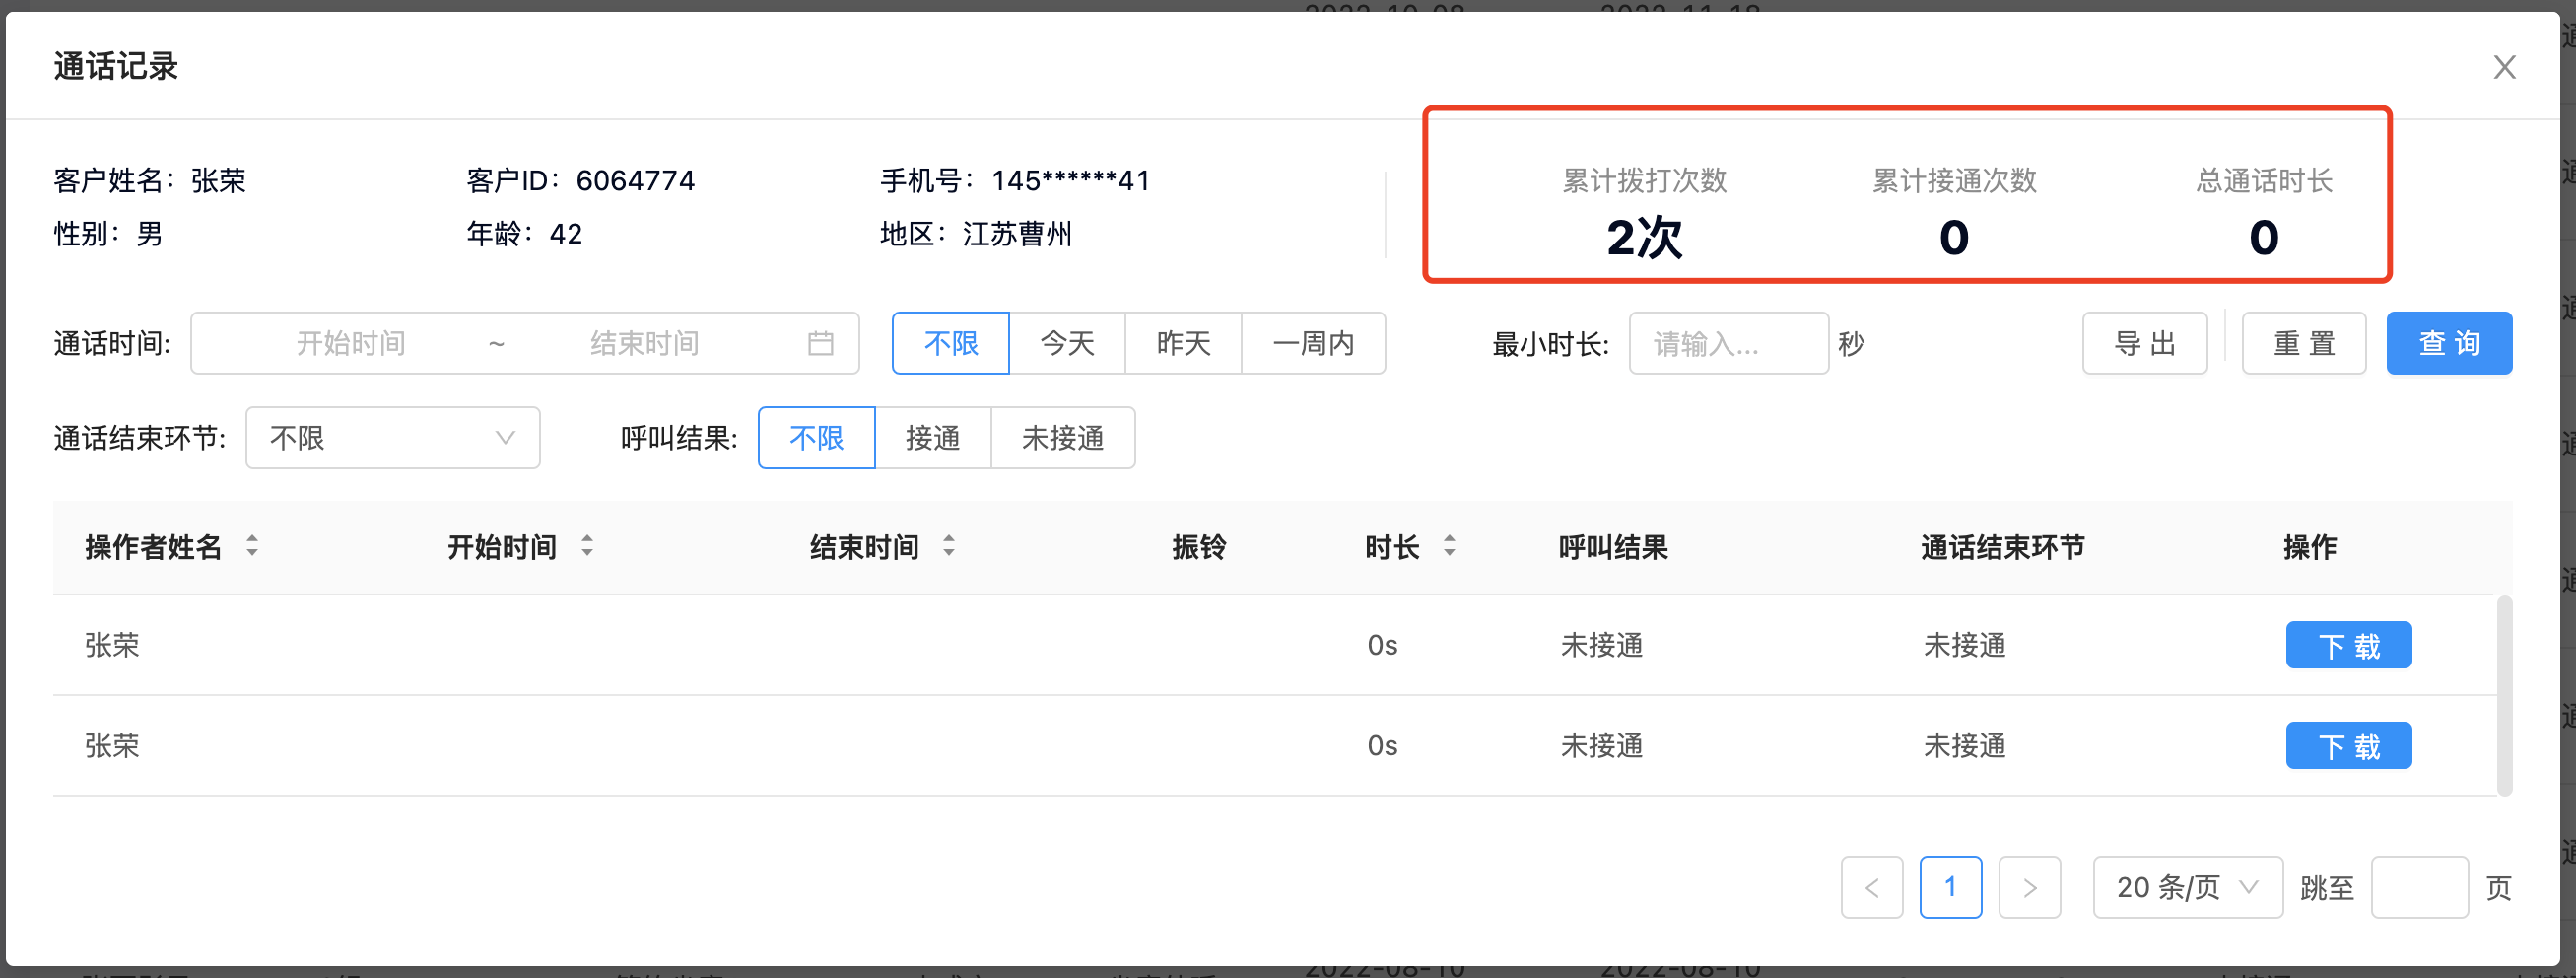 通话记录
客户姓名：张荣 客户ID：6064774 手机号：145******41
性别：男 年龄：42 地区：江苏曹州
累计拨打次数 累计接通次数 总通话时长
2次 0 0
通话时间: 开始时间 ~ 结束时间 不限 今天 昨天 一周内 最小时长: 请输入... 秒 导 出 重 置 查 询
通话结束环节: 不限 呼叫结果: 不限 接通 未接通
操作者姓名 开始时间 结束时间 振铃 时长 呼叫结果 通话结束环节 操作
张荣 0s 未接通 未接通 下 载
张荣 0s 未接通 未接通 下 载
< 1 > 20 条/页 跳至 页
2022-08-10 2022-08-10